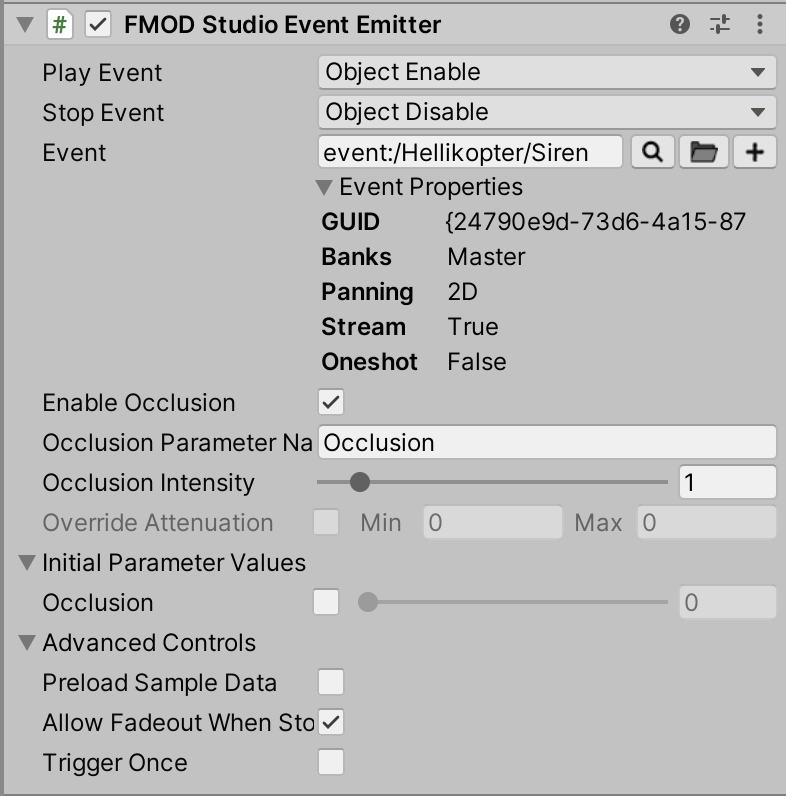 FMOD Studio Event Emitter
Play Event Object Enable
Stop Event Object Disable
Event event:/Hellikopter/Siren
Event Properties
GUID {24790e9d-73d6-4a15-87
Banks Master
Panning 2D
Stream True
Oneshot False
Enable Occlusion
Occlusion Parameter Na Occlusion
Occlusion Intensity 1
Override Attenuation Min 0 Max 0
Initial Parameter Values
Occlusion 0
Advanced Controls
Preload Sample Data
Allow Fadeout When Sto
Trigger Once